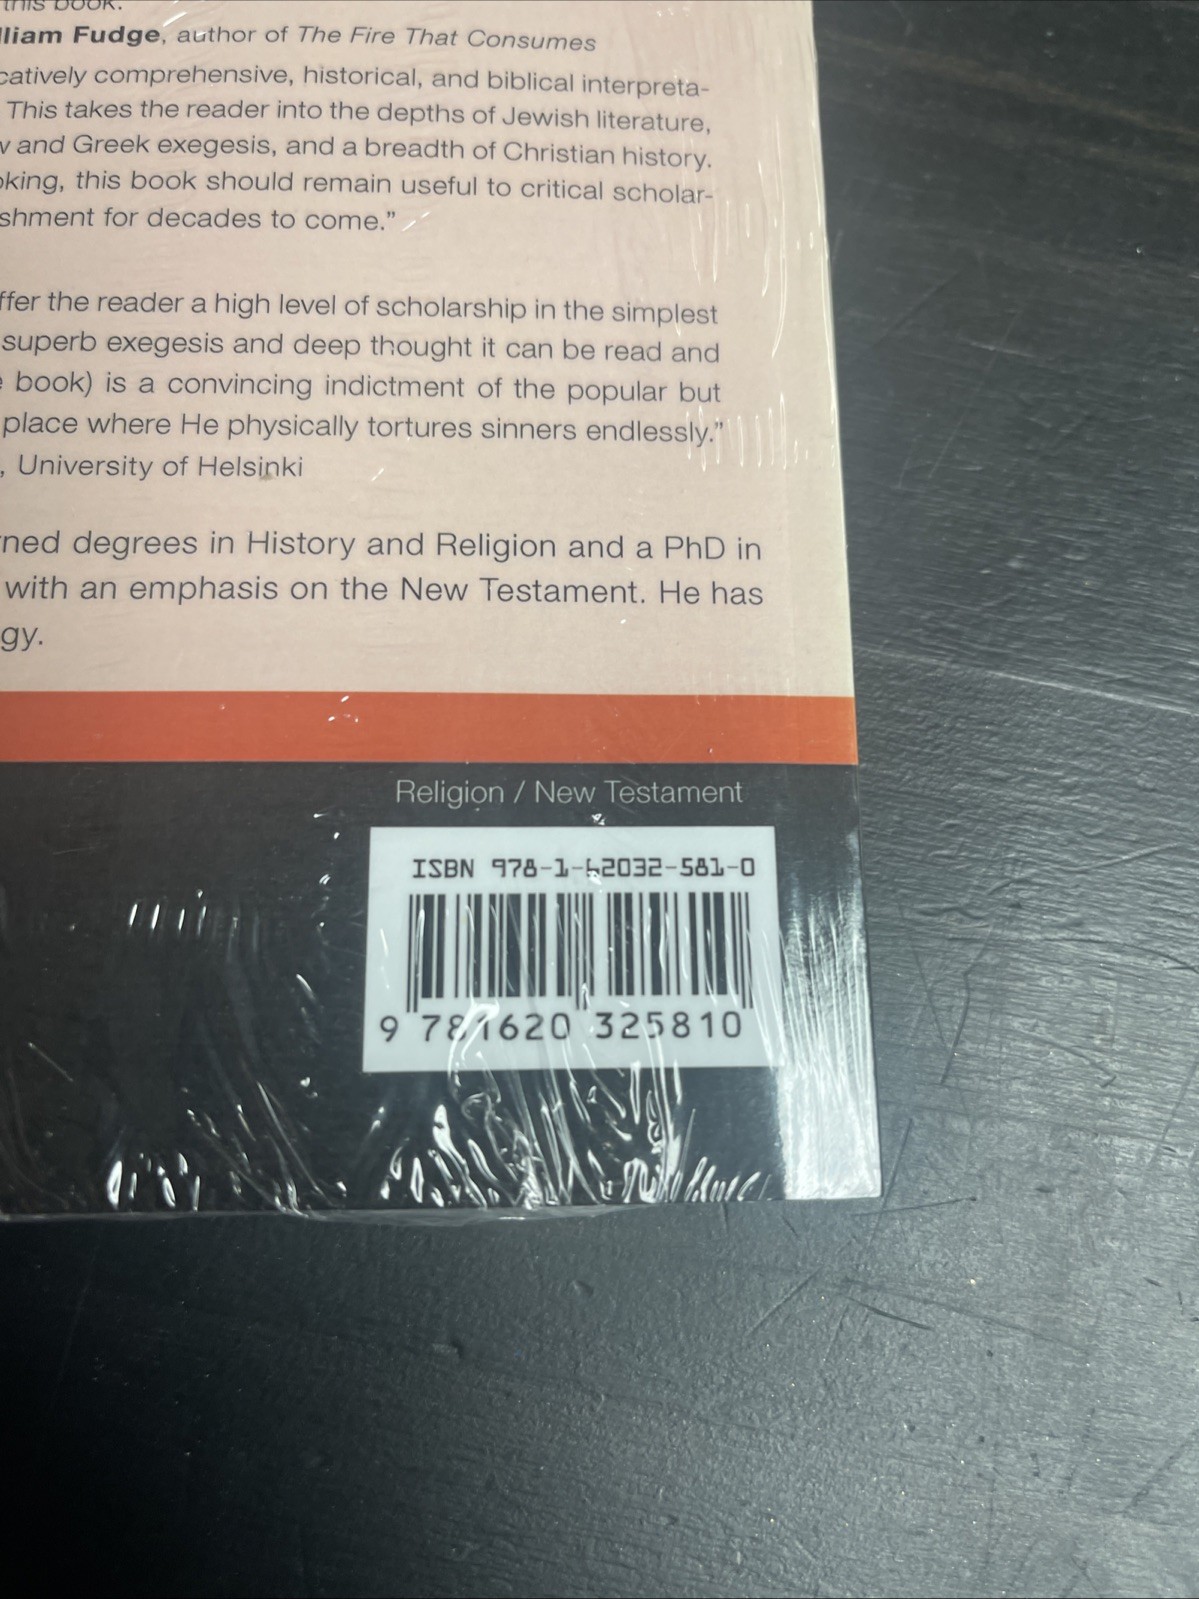 this book.
lliam Fudge, author of The Fire That Consumes
catively comprehensive, historical, and biblical interpreta-
This takes the reader into the depths of Jewish literature,
w and Greek exegesis, and a breadth of Christian history.
oking, this book should remain useful to critical scholar-
shment for decades to come.”
ffer the reader a high level of scholarship in the simplest
superb exegesis and deep thought it can be read and
e book) is a convincing indictment of the popular but
place where He physically tortures sinners endlessly.”
, University of Helsinki
rned degrees in History and Religion and a PhD in
with an emphasis on the New Testament. He has
gy.
Religion / New Testament
ISBN 978-1-62032-581-0
9 781620 325810